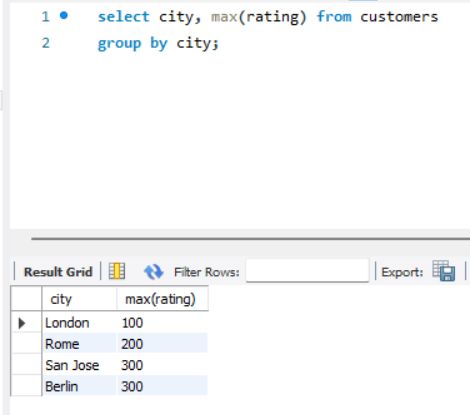 1 select city, max(rating) from customers
2 group by city;
Result Grid Filter Rows: Export:
city max(rating)
London 100
Rome 200
San Jose 300
Berlin 300